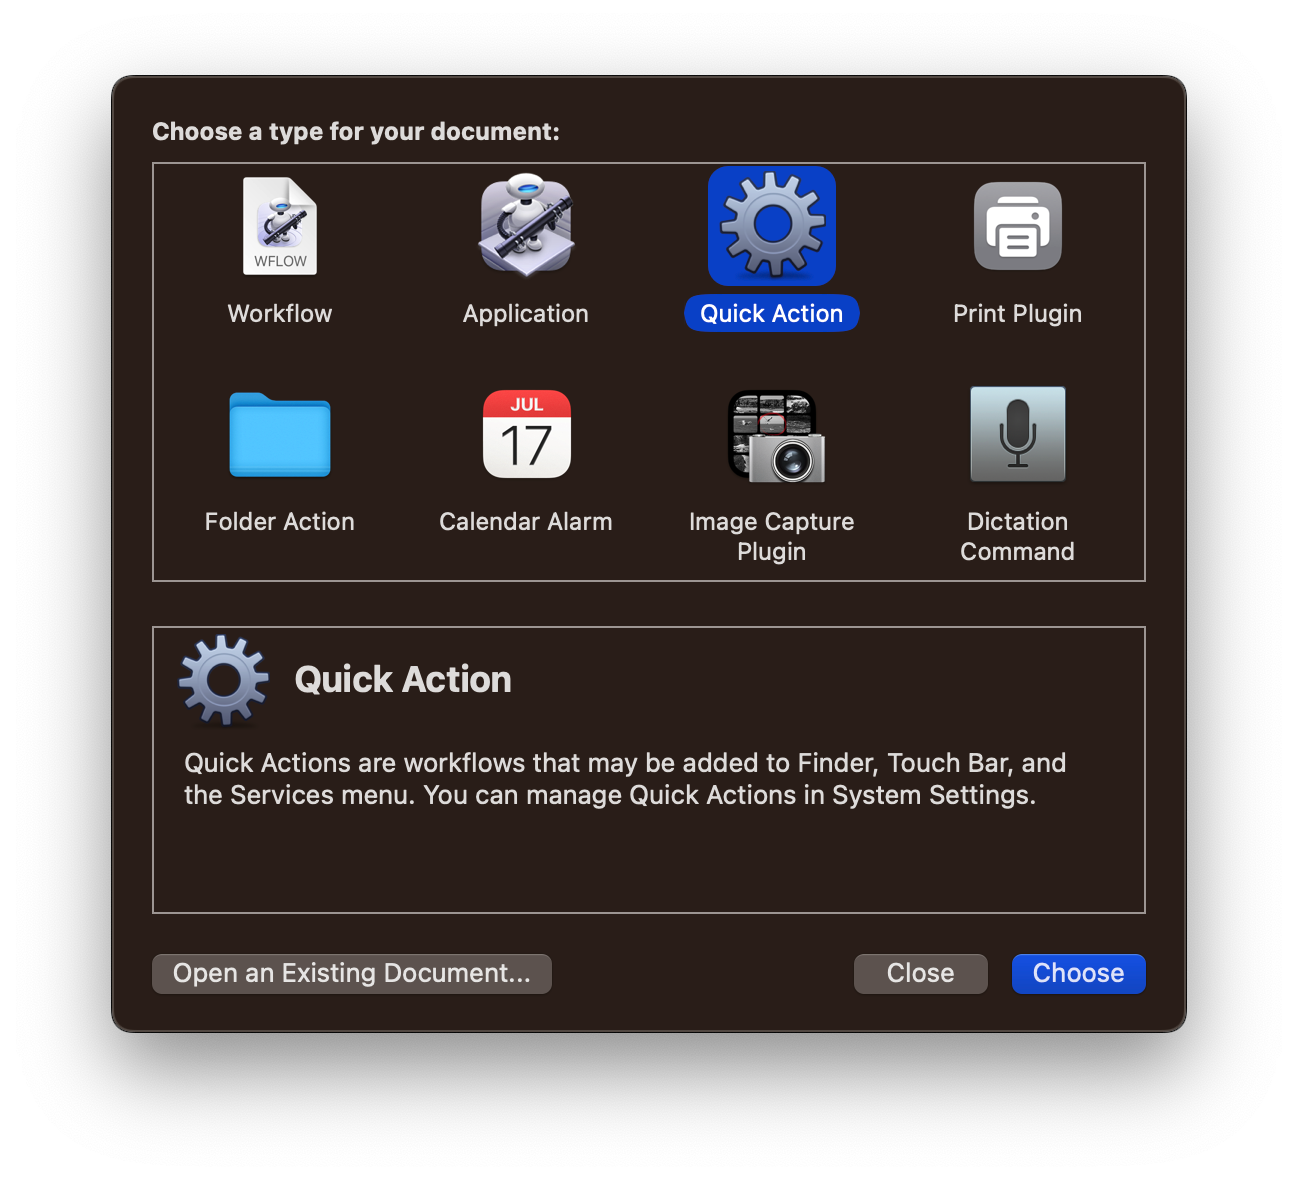 Choose a type for your document:
WFLOW
Workflow
Application
Quick Action
Print Plugin
Folder Action
JUL
17
Calendar Alarm
Image Capture
Plugin
Dictation
Command
Quick Action
Quick Actions are workflows that may be added to Finder, Touch Bar, and
the Services menu. You can manage Quick Actions in System Settings.
Open an Existing Document...
Close
Choose